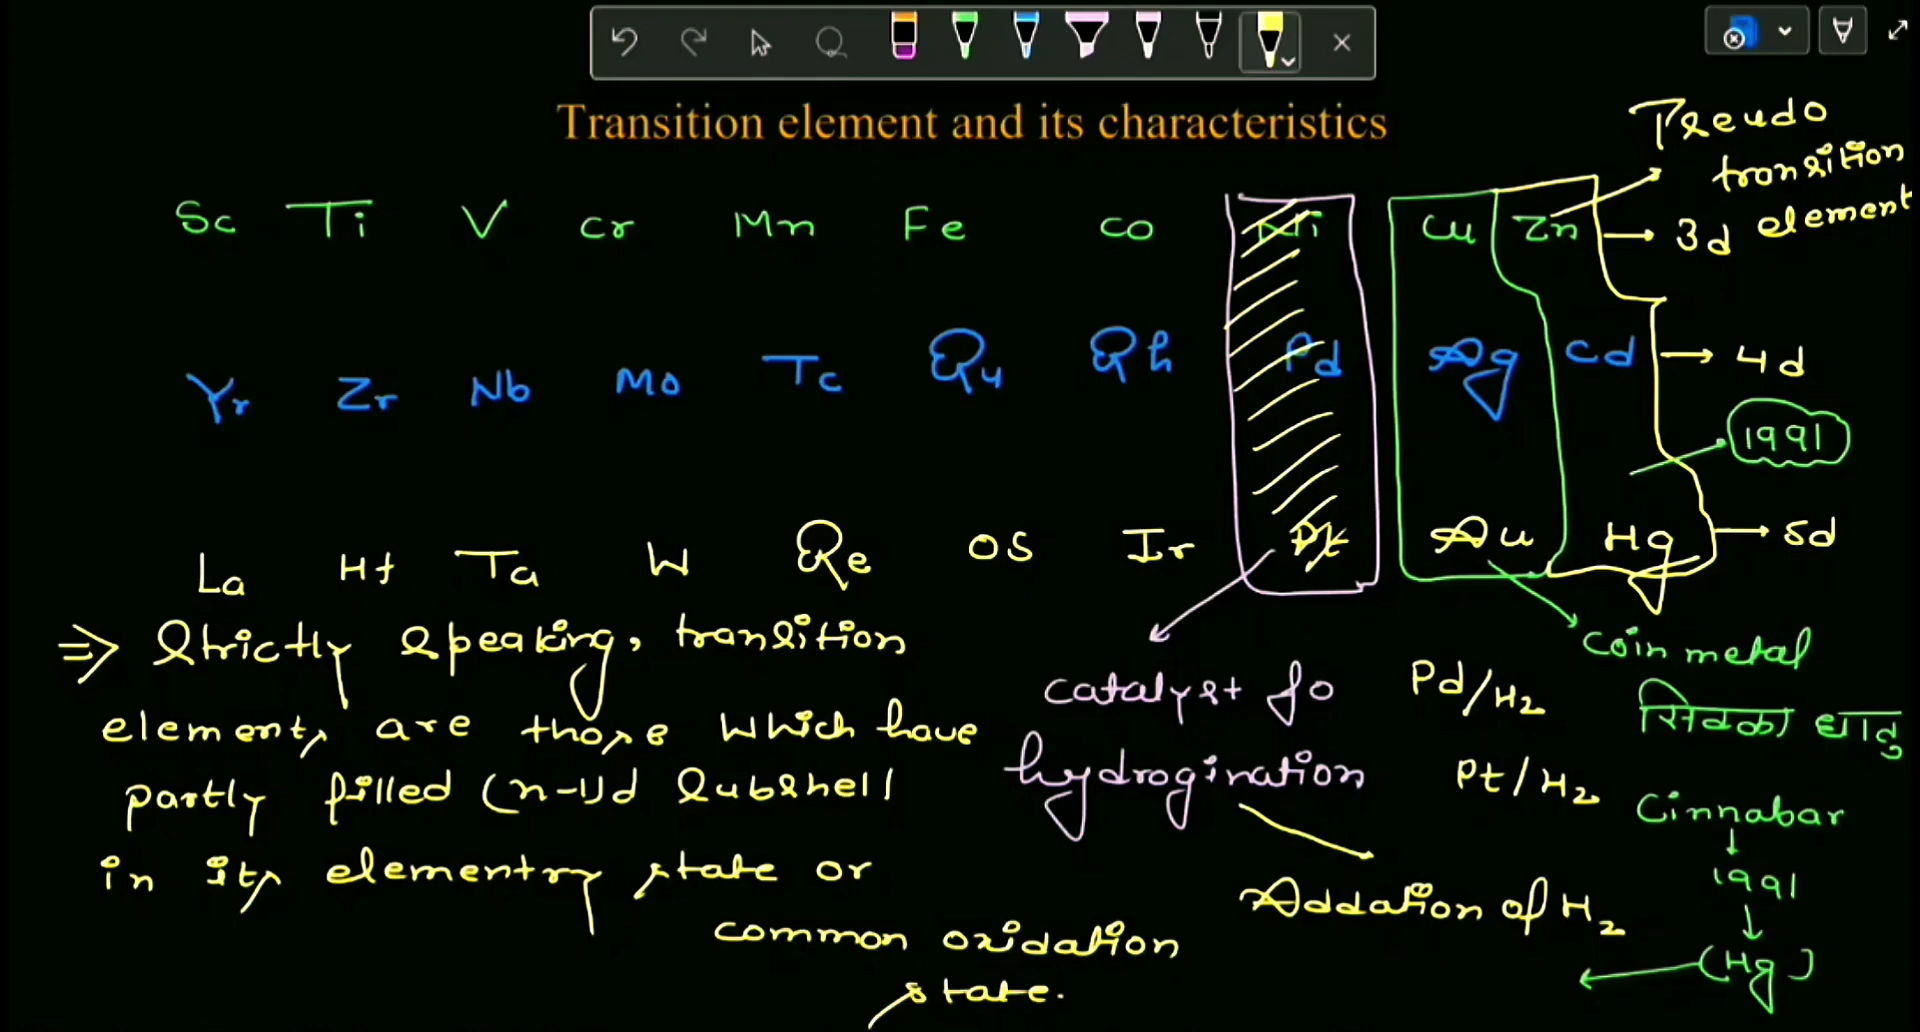 Transition element and its characteristics
Pseudo
transition
element
Sc Ti V Cr Mn Fe Co Ni Cu Zn → 3d
Yr Zr Nb Mo Tc Ru Rh Pd Ag Cd → 4d
1991
La Hf Ta W Re Os Ir Pt Au Hg → 5d
⇒ Strictly speaking, transition
elements are those which have
partly filled (n-1)d subshell
in its elementry state or
common oxidation
state.
catalyst fo
hydrogination
Pd/H2
Pt/H2
Addation of H2
coin metal
सिक्का धातु
Cinnabar
↓
1991
↓
(Hg)